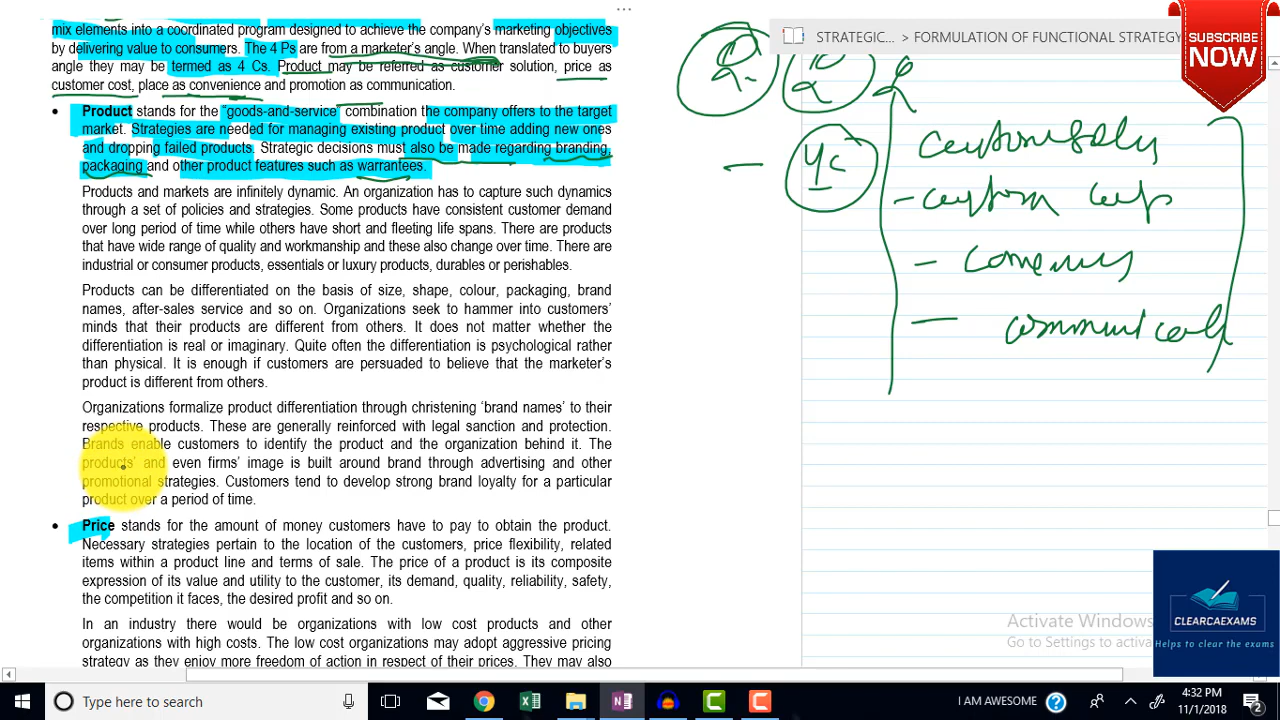 mix elements into a coordinated program designed to achieve the company's marketing objectives
by delivering value to consumers. The 4 Ps are from a marketer's angle. When translated to buyers
angle they may be termed as 4 Cs. Product may be referred as customer solution, price as
customer cost, place as convenience and promotion as communication.
• Product stands for the "goods-and-service" combination the company offers to the target
market. Strategies are needed for managing existing product over time adding new ones
and dropping failed products. Strategic decisions must also be made regarding branding,
packaging and other product features such as warrantees.
Products and markets are infinitely dynamic. An organization has to capture such dynamics
through a set of policies and strategies. Some products have consistent customer demand
over long period of time while others have short and fleeting life spans. There are products
that have wide range of quality and workmanship and these also change over time. There are
industrial or consumer products, essentials or luxury products, durables or perishables.
Products can be differentiated on the basis of size, shape, colour, packaging, brand
names, after-sales service and so on. Organizations seek to hammer into customers'
minds that their products are different from others. It does not matter whether the
differentiation is real or imaginary. Quite often the differentiation is psychological rather
than physical. It is enough if customers are persuaded to believe that the marketer's
product is different from others.
Organizations formalize product differentiation through christening 'brand names' to their
respective products. These are generally reinforced with legal sanction and protection.
Brands enable customers to identify the product and the organization behind it. The
products' and even firms' image is built around brand through advertising and other
promotional strategies. Customers tend to develop strong brand loyalty for a particular
product over a period of time.
• Price stands for the amount of money customers have to pay to obtain the product.
Necessary strategies pertain to the location of the customers, price flexibility, related
items within a product line and terms of sale. The price of a product is its composite
expression of its value and utility to the customer, its demand, quality, reliability, safety,
the competition it faces, the desired profit and so on.
In an industry there would be organizations with low cost products and other
organizations with high costs. The low cost organizations may adopt aggressive pricing
strategy as they enjoy more freedom of action in respect of their prices. They may also
STRATEGIC... > FORMULATION OF FUNCTIONAL STRATEGY
SUBSCRIBE
NOW
4c
Activate Windows
Go to Settings to activa
CLEARCAEXAMS
Helps to clear the exams
Type here to search
I AM AWESOME
4:32 PM
11/1/2018
2